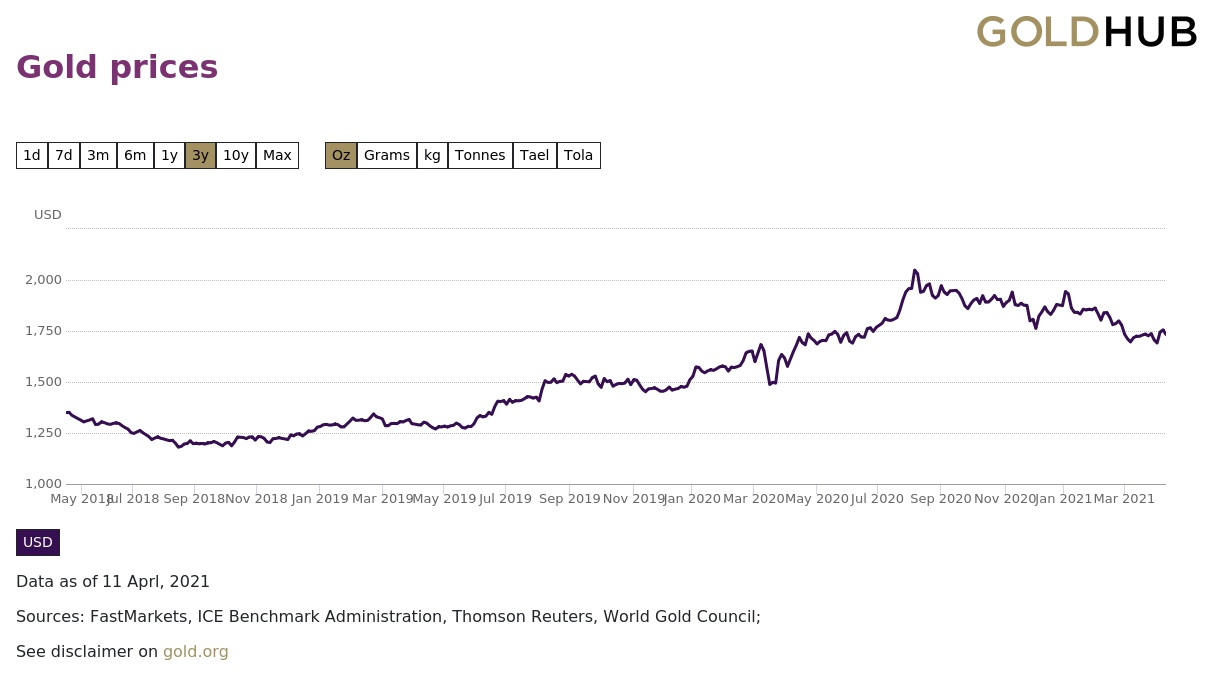 GOLDHUB
Gold prices
1d 7d 3m 6m 1y 3y 10y Max Oz Grams kg Tonnes Tael Tola
USD
2,000
1,750
1,500
1,250
1,000
May 2018 Jul 2018 Sep 2018 Nov 2018 Jan 2019 Mar 2019 May 2019 Jul 2019 Sep 2019 Nov 2019 Jan 2020 Mar 2020 May 2020 Jul 2020 Sep 2020 Nov 2020 Jan 2021 Mar 2021
USD
Data as of 11 Aprl, 2021
Sources: FastMarkets, ICE Benchmark Administration, Thomson Reuters, World Gold Council;
See disclaimer on gold.org